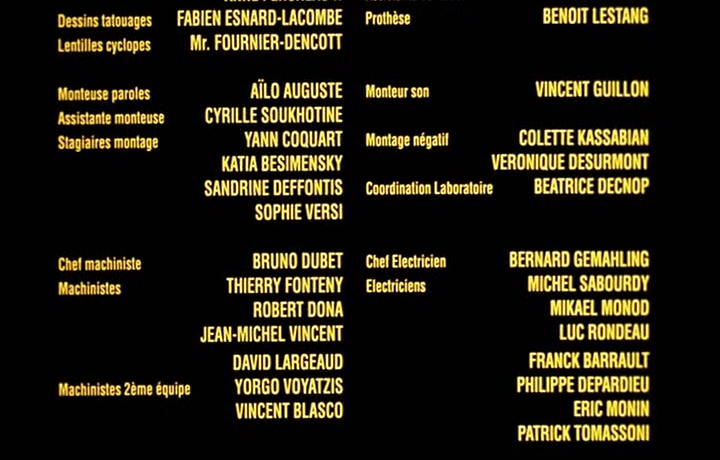 Dessins tatouages FABIEN ESNARD-LACOMBE
Lentilles cyclopes Mr. FOURNIER-DENCOTT
Prothèse BENOIT LESTANG
Monteuse paroles AÏLO AUGUSTE
Assistante monteuse CYRILLE SOUKHOTINE
Stagiaires montage YANN COQUART
KATIA BESIMENSKY
SANDRINE DEFFONTIS
SOPHIE VERSI
Monteur son VINCENT GUILLON
Montage négatif COLETTE KASSABIAN
VERONIQUE DESURMONT
Coordination Laboratoire BEATRICE DECNOP
Chef machiniste BRUNO DUBET
Machinistes THIERRY FONTENY
ROBERT DONA
JEAN-MICHEL VINCENT
DAVID LARGEAUD
Machinistes 2ème équipe YORGO VOYATZIS
VINCENT BLASCO
Chef Electricien BERNARD GEMAHLING
Electriciens MICHEL SABOURDY
MIKAEL MONOD
LUC RONDEAU
FRANCK BARRAULT
PHILIPPE DEPARDIEU
ERIC MONIN
PATRICK TOMASSONI